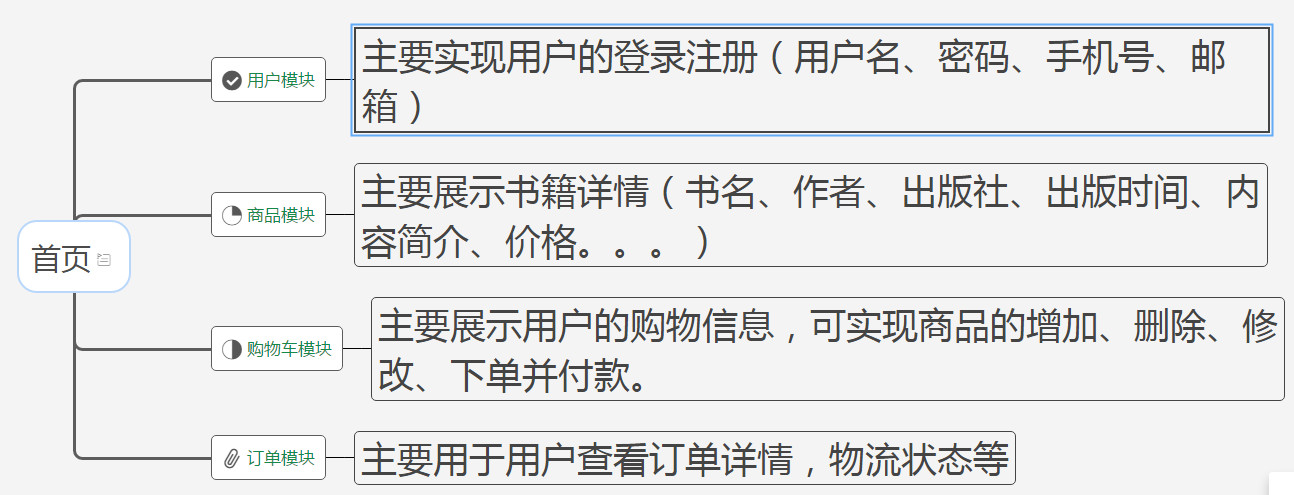 用户模块
主要实现用户的登录注册（用户名、密码、手机号、邮
箱）
商品模块
主要展示书籍详情（书名、作者、出版社、出版时间、内
容简介、价格。。。）
首页
购物车模块
主要展示用户的购物信息，可实现商品的增加、删除、修
改、下单并付款。
订单模块
主要用于用户查看订单详情，物流状态等